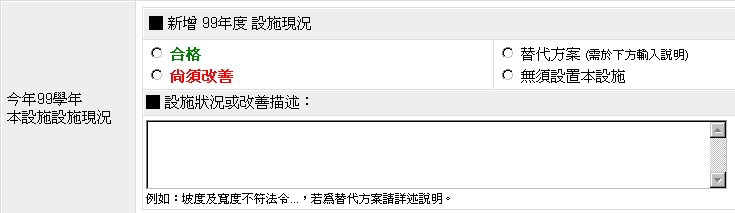 今年99學年
本設施設施現況
■ 新增 99年度 設施現況
合格
尚須改善
替代方案 (需於下方輸入說明)
無須設置本設施
■ 設施狀況或改善描述：
例如：坡度及寬度不符法令...，若為替代方案請詳述說明。